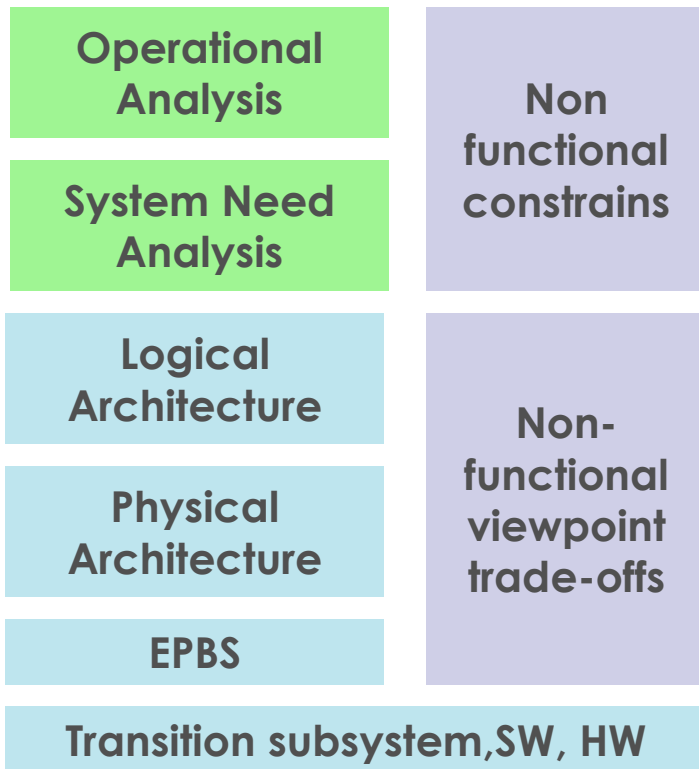 Operational
Analysis
Non
functional
constrains
System Need
Analysis
Logical
Architecture
Non-
functional
viewpoint
trade-offs
Physical
Architecture
EPBS
Transition subsystem,SW, HW